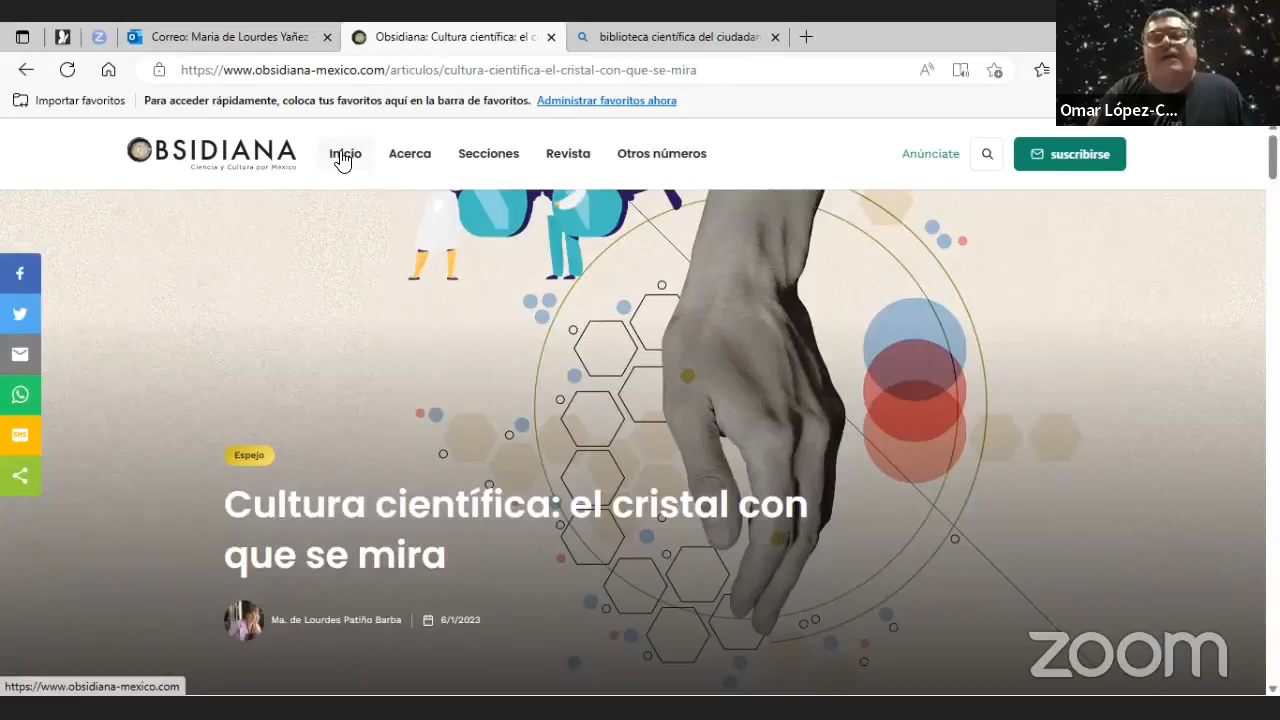 Correo: Maria de Lourdes Yañez
Obsidiana: Cultura científica: el c
biblioteca científica del ciudadan
https://www.obsidiana-mexico.com/articulos/cultura-cientifica-el-cristal-con-que-se-mira
Importar favoritos
Para acceder rápidamente, coloca tus favoritos aquí en la barra de favoritos.
Administrar favoritos ahora
Omar López-C...
OBSIDIANA
Ciencia y Cultura por México
Inicio
Acerca
Secciones
Revista
Otros números
Anúnciate
suscribirse
SMS
Espejo
Cultura científica: el cristal con
que se mira
Ma. de Lourdes Patiño Barba
6/1/2023
zoom
https://www.obsidiana-mexico.com